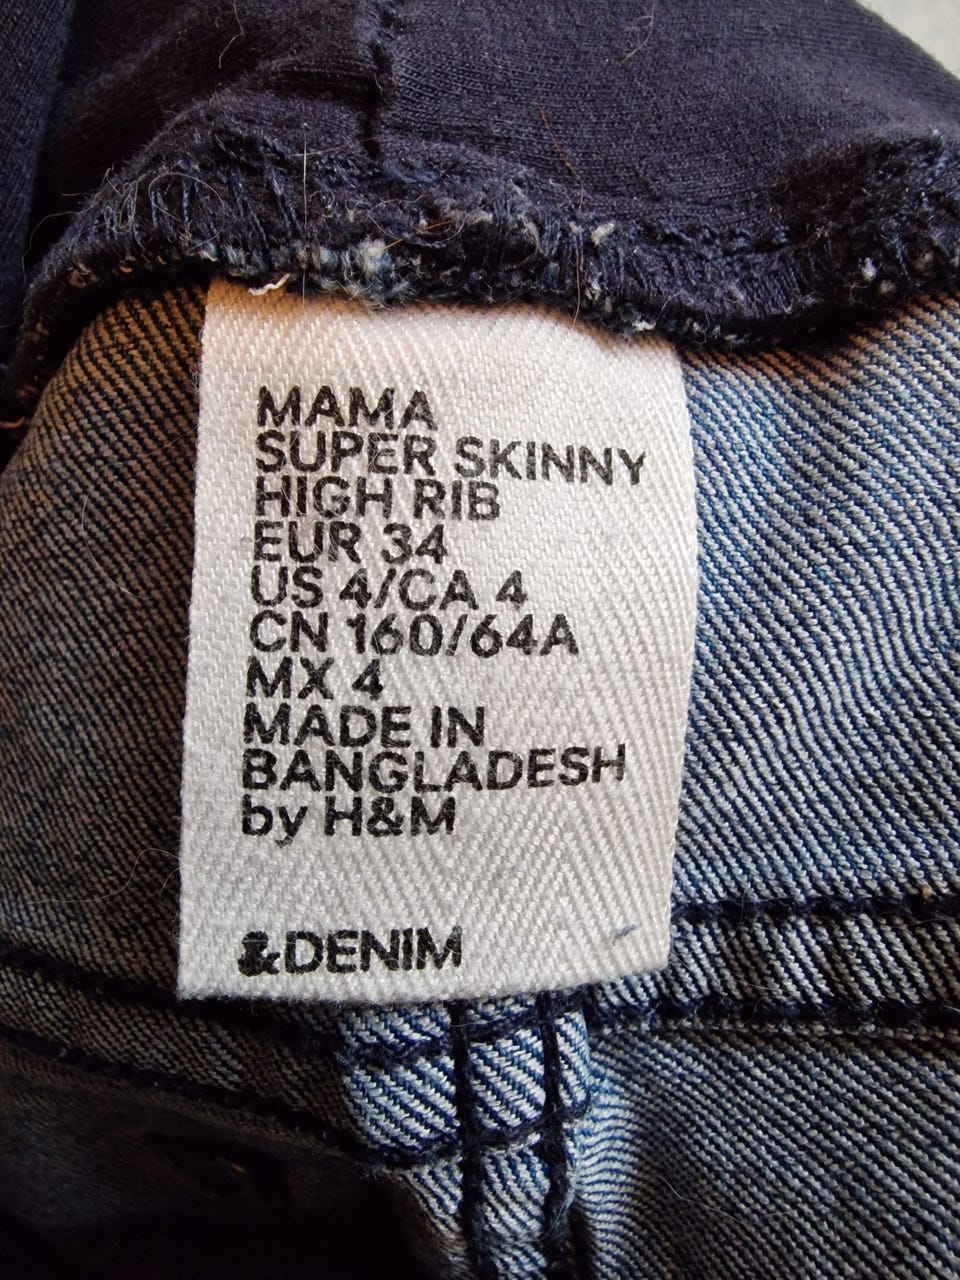 MAMA
SUPER SKINNY
HIGH RIB
EUR 34
US 4/CA 4
CN 160/64A
MX 4
MADE IN
BANGLADESH
by H&M
&DENIM